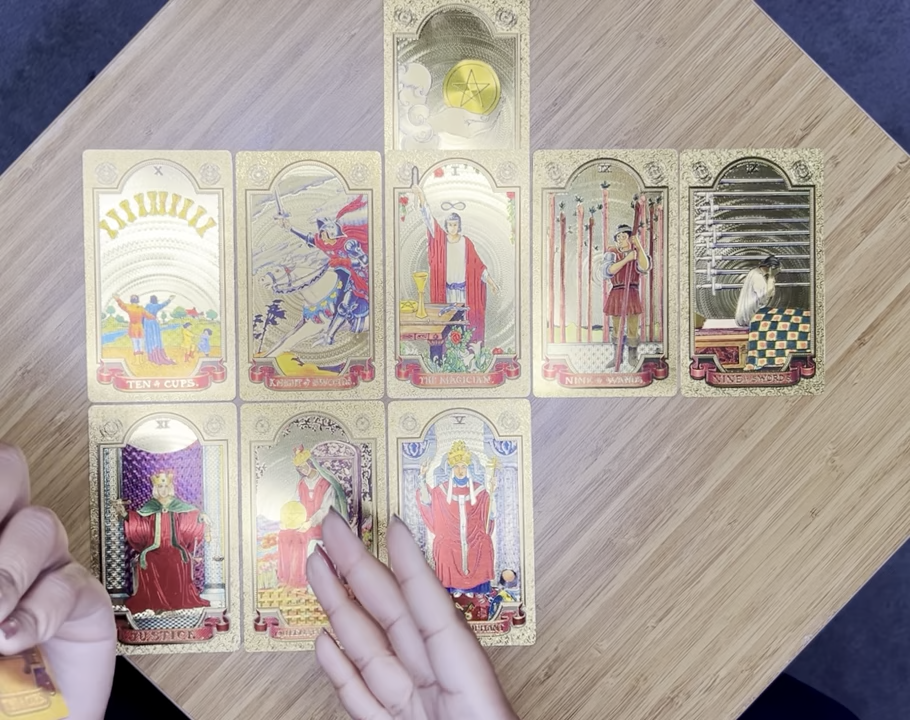 X
I
IX
IX
TEN of CUPS.
KNIGHT of SWORDS.
THE MAGICIAN.
NINE of WANDS.
NINE of SWORDS.
XI
V
JUSTICE.